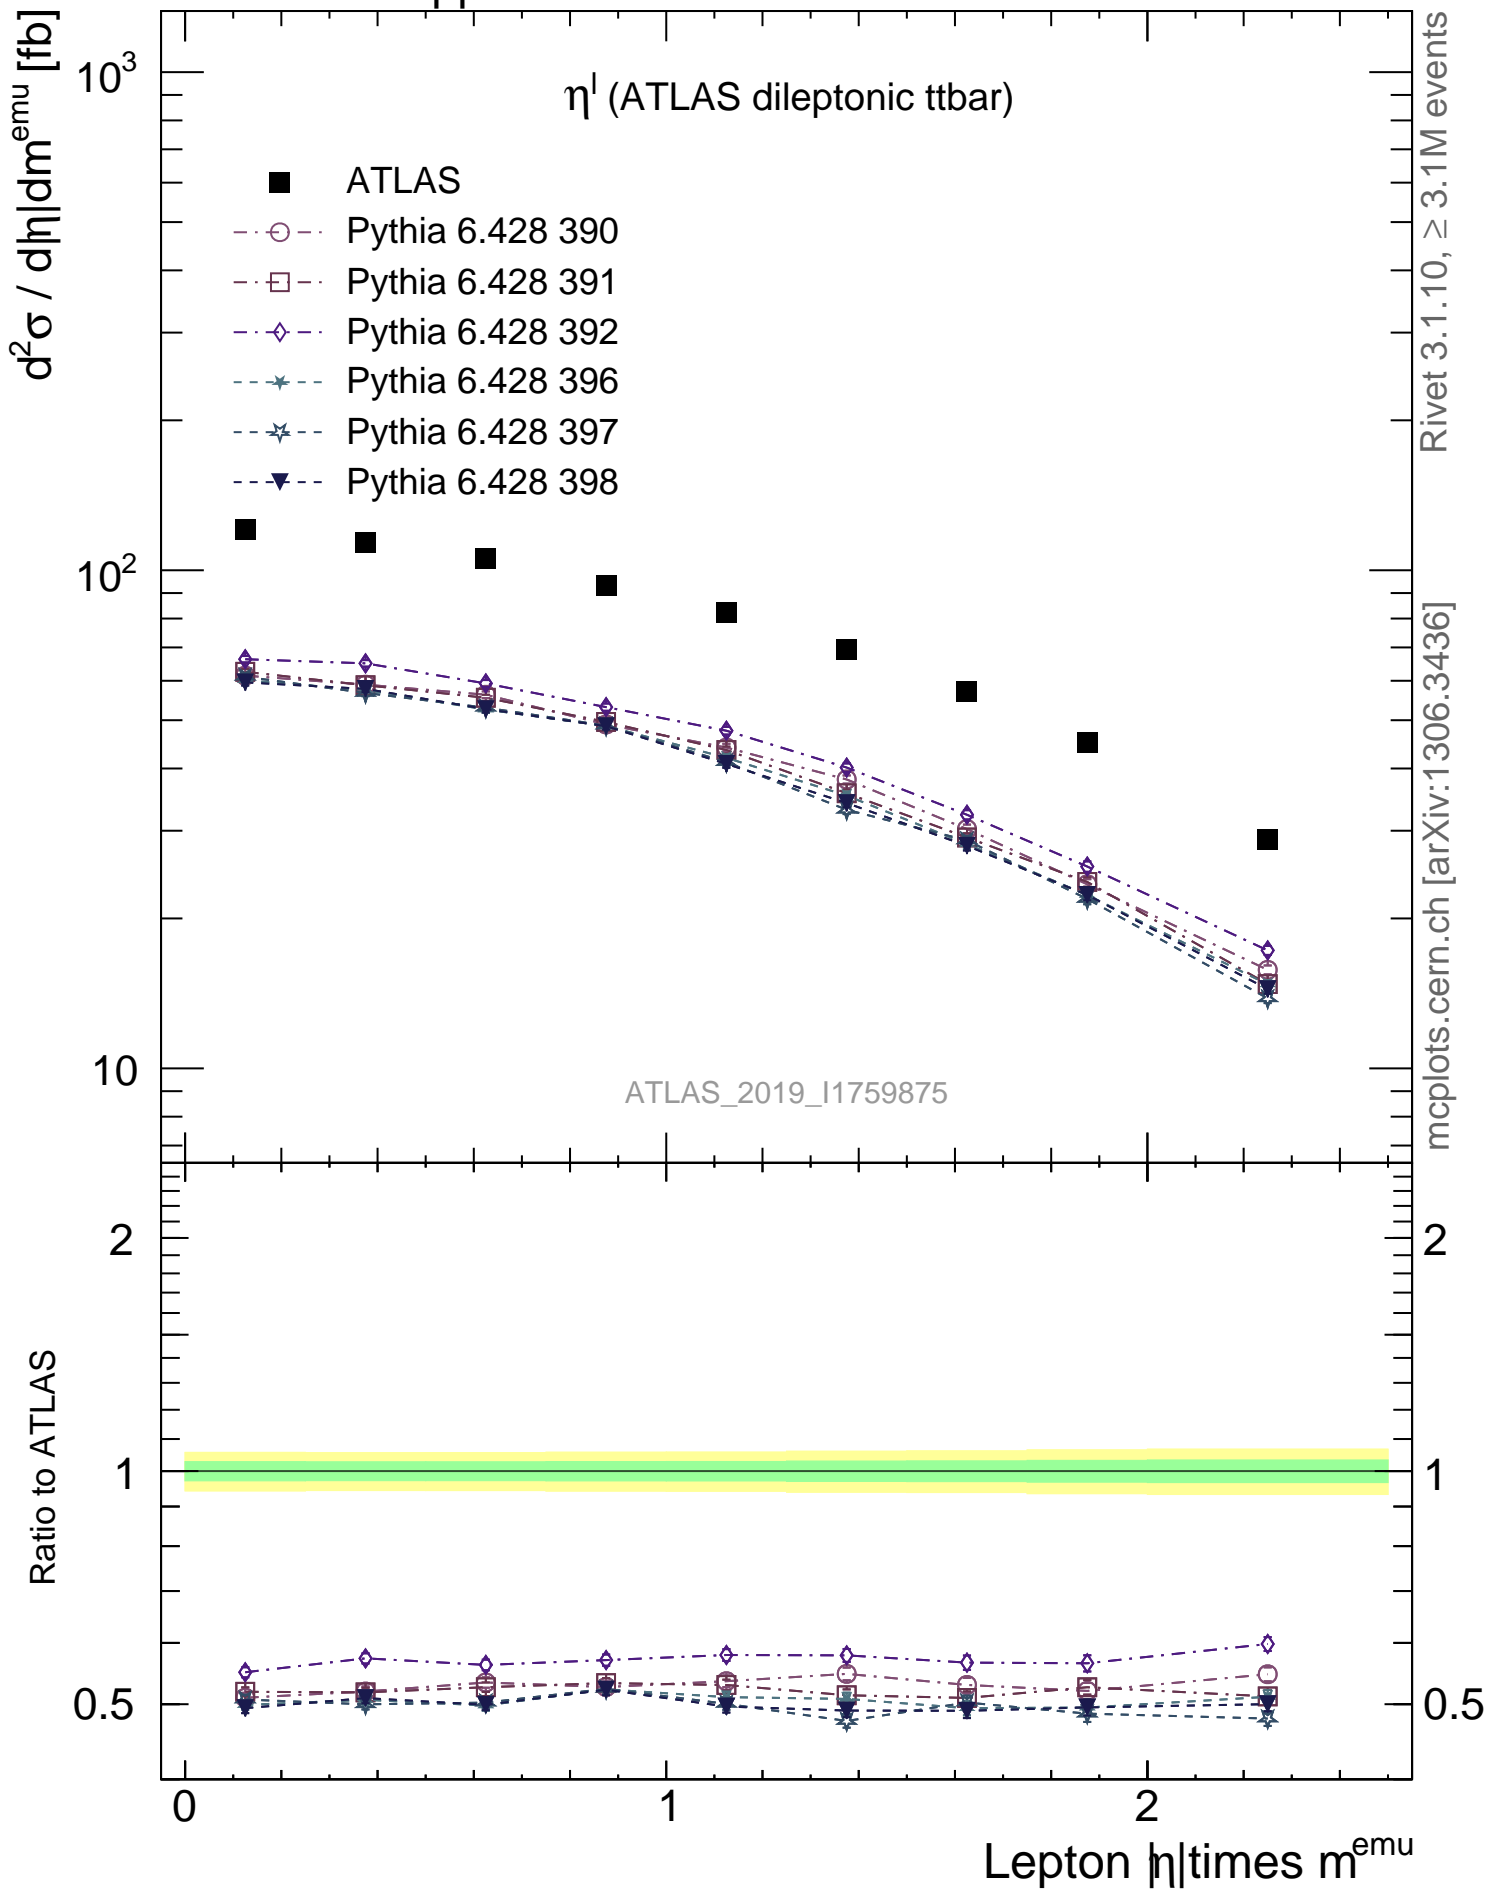 d²σ / d|η|dm^emu [fb]
η^l (ATLAS dileptonic ttbar)
ATLAS
Pythia 6.428 390
Pythia 6.428 391
Pythia 6.428 392
Pythia 6.428 396
Pythia 6.428 397
Pythia 6.428 398
10³
10²
10
ATLAS_2019_I1759875
Rivet 3.1.10, ≥ 3.1M events
mcplots.cern.ch [arXiv:1306.3436]
Ratio to ATLAS
2
1
0.5
2
1
0.5
0 1 2
Lepton |η|times m^emu